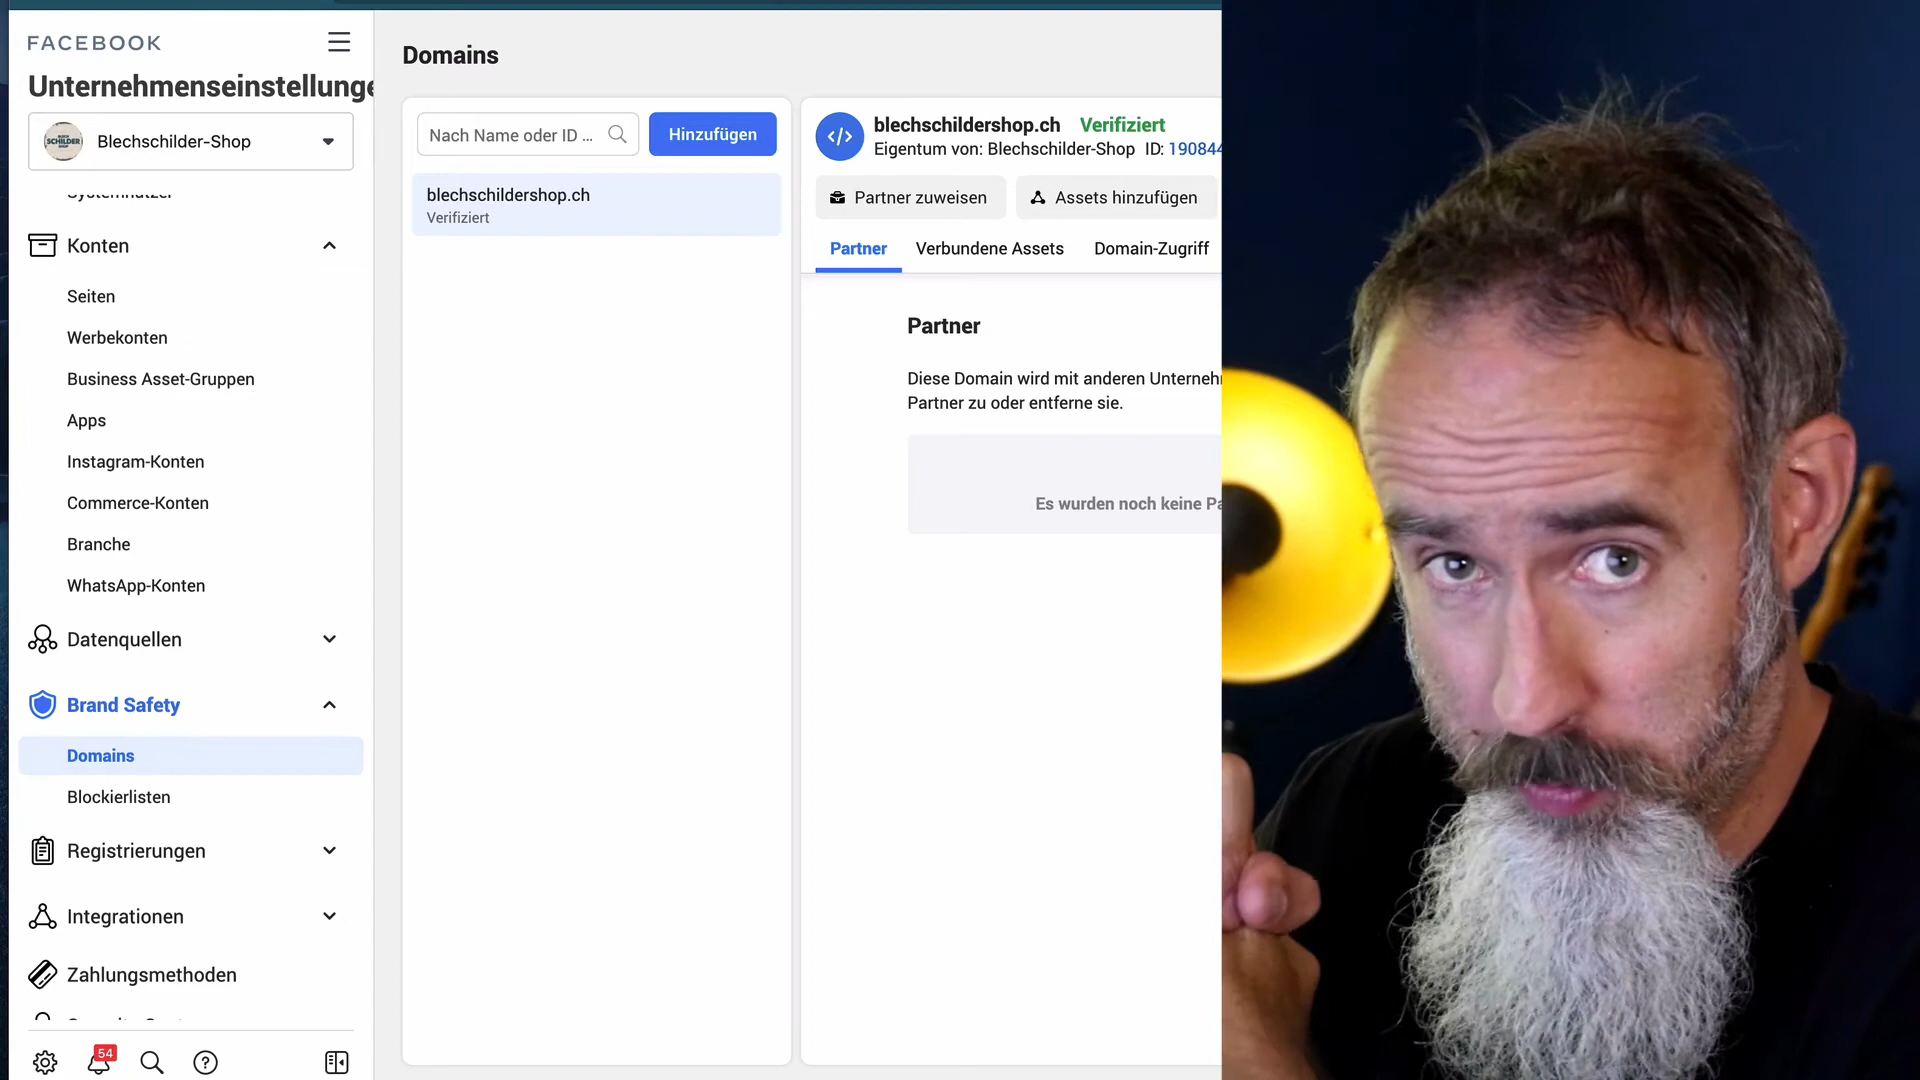 FACEBOOK
Unternehmenseinstellunge
SCHILDER
Blechschilder-Shop
Systemnutzer
Konten
Seiten
Werbekonten
Business Asset-Gruppen
Apps
Instagram-Konten
Commerce-Konten
Branche
WhatsApp-Konten
Datenquellen
Brand Safety
Domains
Blockierlisten
Registrierungen
Integrationen
Zahlungsmethoden
54
Domains
Nach Name oder ID ...
Hinzufügen
blechschildershop.ch
Verifiziert
blechschildershop.ch Verifiziert
Eigentum von: Blechschilder-Shop ID: 190844
Partner zuweisen
Assets hinzufügen
Partner
Verbundene Assets
Domain-Zugriff
Partner
Diese Domain wird mit anderen Unterneh
Partner zu oder entferne sie.
Es wurden noch keine Pa